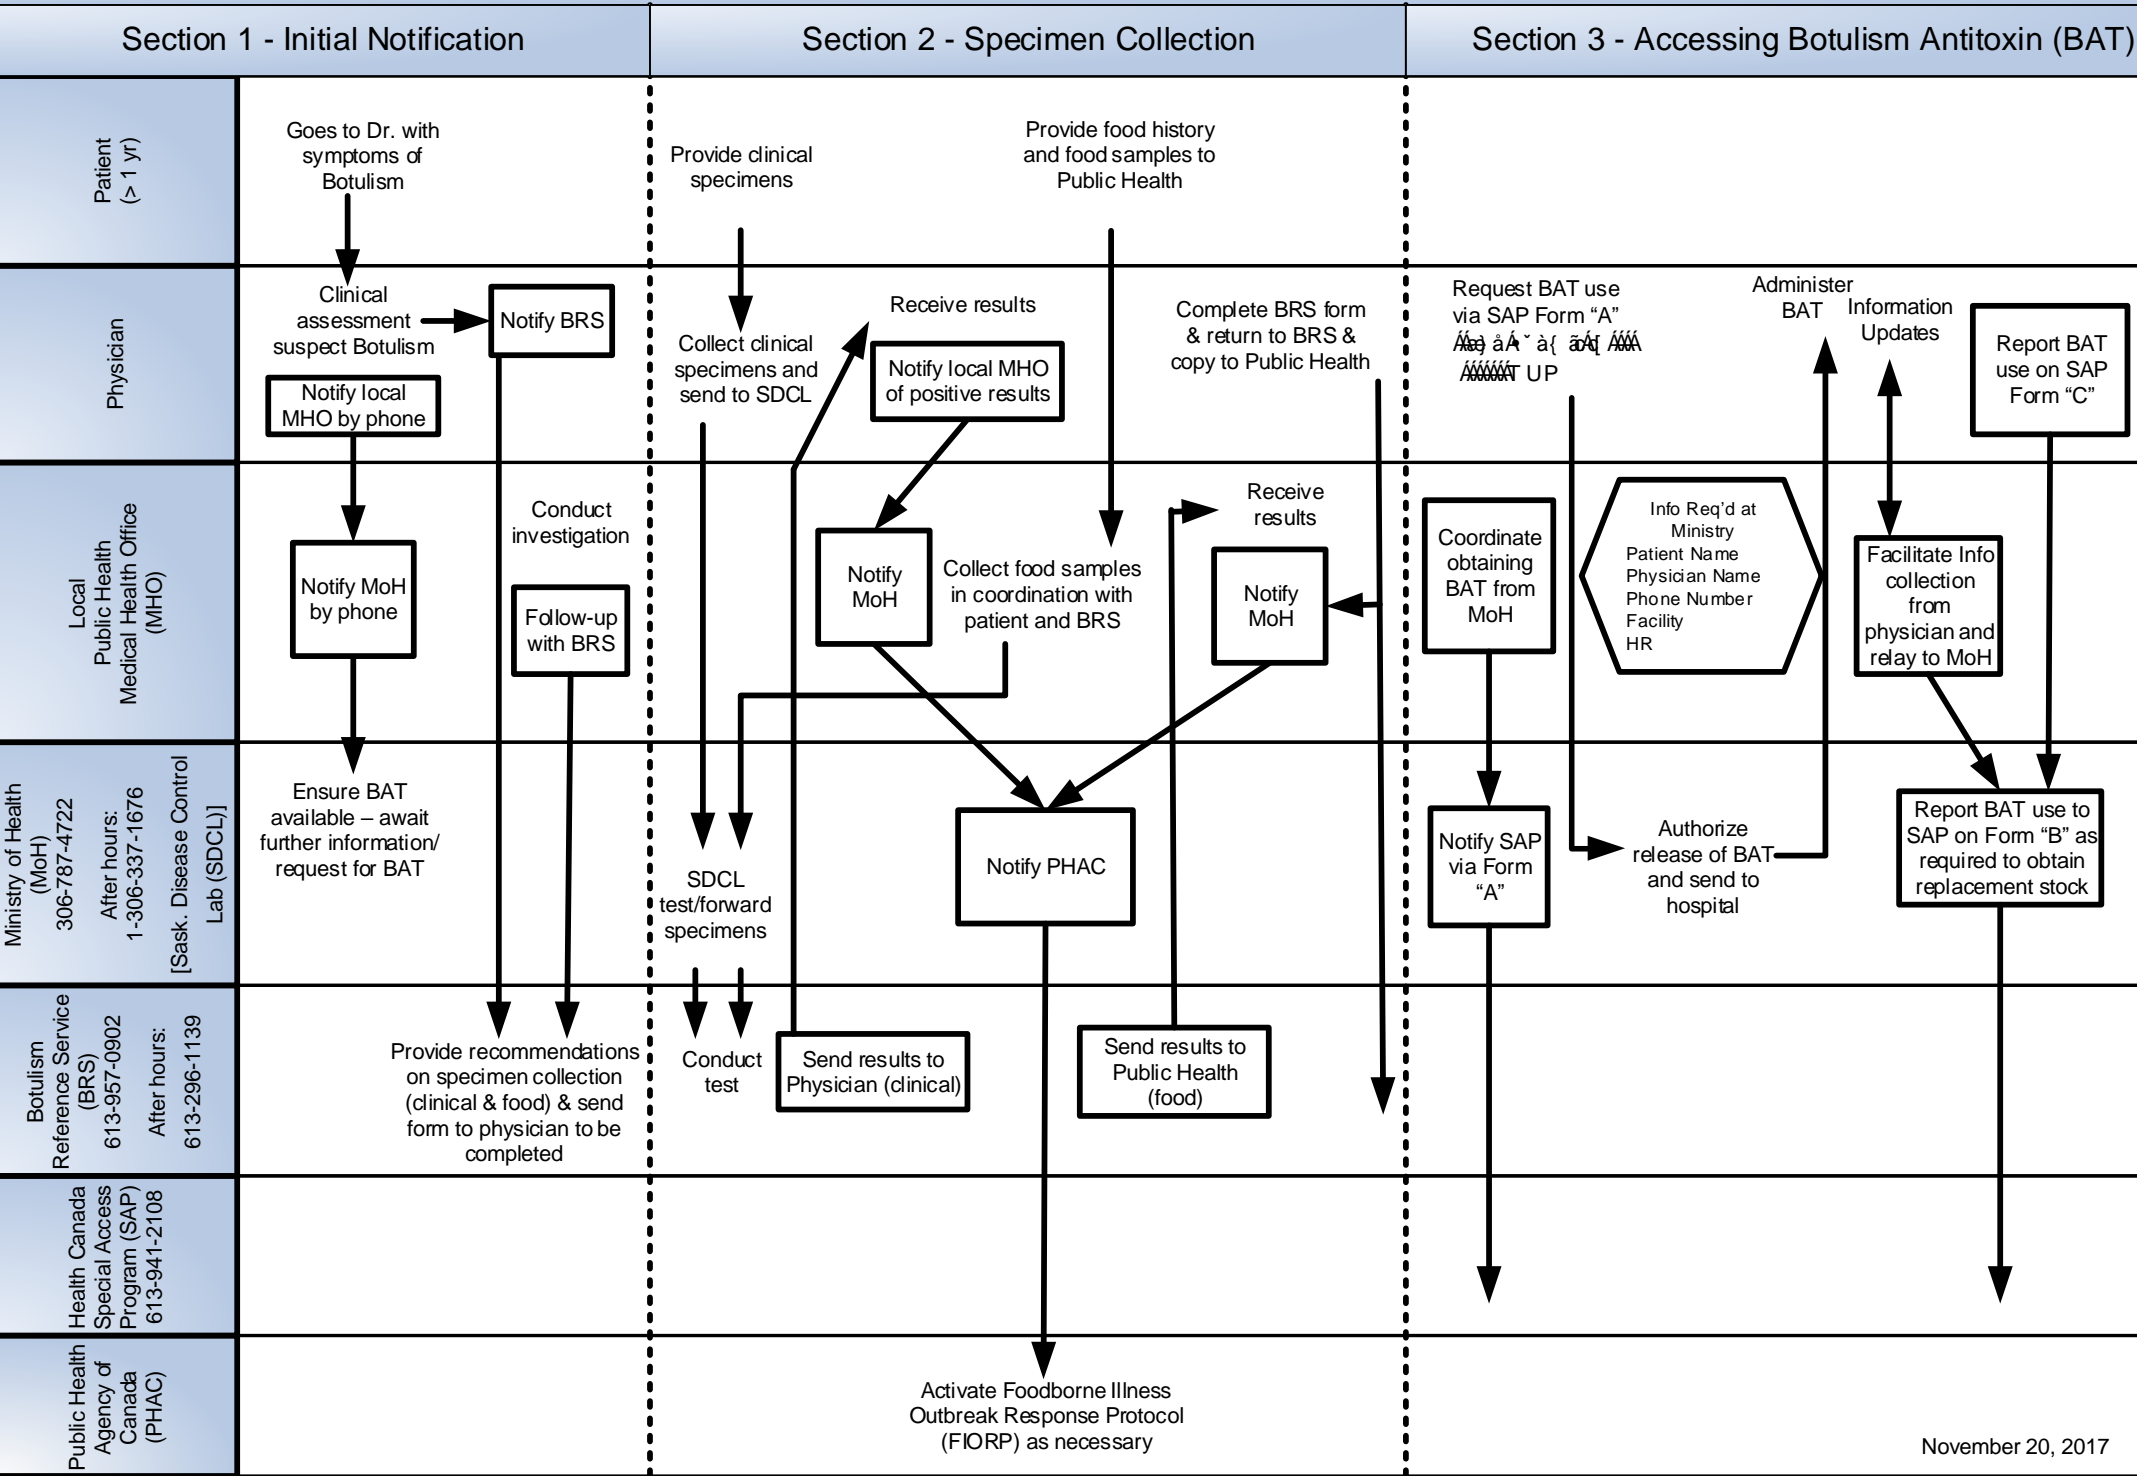 Section 1 - Initial Notification
Section 2 - Specimen Collection
Section 3 - Accessing Botulism Antitoxin (BAT)
Patient
(> 1 yr)
Goes to Dr. with
symptoms of
Botulism
Provide clinical
specimens
Provide food history
and food samples to
Public Health
Physician
Clinical
assessment
suspect Botulism
Notify BRS
Notify local
MHO by phone
Collect clinical
specimens and
send to SDCL
Receive results
Notify local MHO
of positive results
Complete BRS form
& return to BRS &
copy to Public Health
Request BAT use
via SAP Form “A”
UP
Administer
BAT
Information
Updates
Report BAT
use on SAP
Form “C”
Local
Public Health
Medical Health Office
(MHO)
Notify MoH
by phone
Conduct
investigation
Follow-up
with BRS
Notify
MoH
Collect food samples
in coordination with
patient and BRS
Receive
results
Notify
MoH
Coordinate
obtaining
BAT from
MoH
Info Req’d at
Ministry
Patient Name
Physician Name
Phone Number
Facility
HR
Facilitate Info
collection
from
physician and
relay to MoH
Ministry of Health
(MoH)
306-787-4722
After hours:
1-306-337-1676
[Sask. Disease Control
Lab (SDCL)]
Ensure BAT
available – await
further information/
request for BAT
SDCL
test/forward
specimens
Notify PHAC
Notify SAP
via Form
“A”
Authorize
release of BAT
and send to
hospital
Report BAT use to
SAP on Form “B” as
required to obtain
replacement stock
Botulism
Reference Service
(BRS)
613-957-0902
After hours:
613-296-1139
Provide recommendations
on specimen collection
(clinical & food) & send
form to physician to be
completed
Conduct
test
Send results to
Physician (clinical)
Send results to
Public Health
(food)
Health Canada
Special Access
Program (SAP)
613-941-2108
Public Health
Agency of
Canada
(PHAC)
Activate Foodborne Illness
Outbreak Response Protocol
(FIORP) as necessary
November 20, 2017